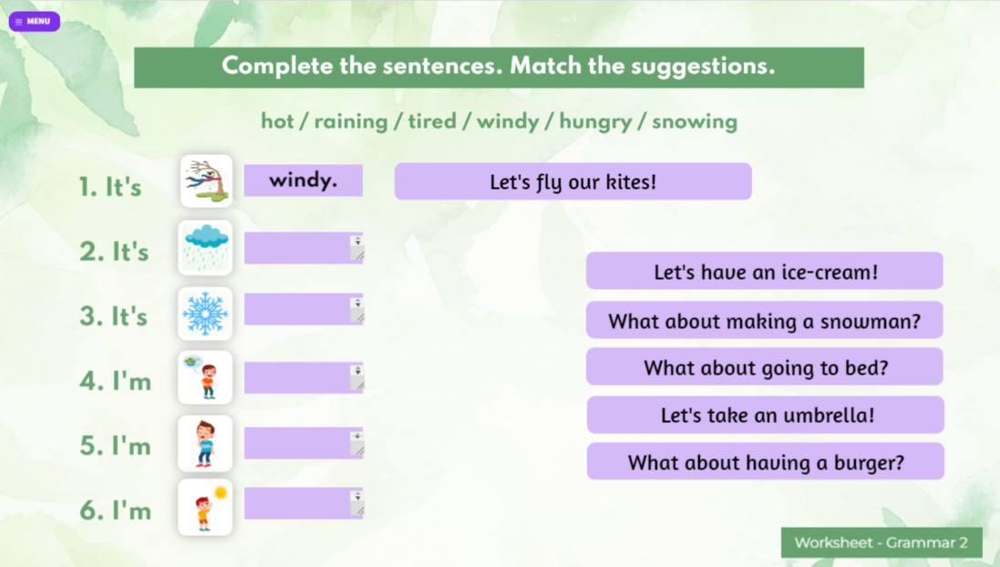 MENU
Complete the sentences. Match the suggestions.
hot / raining / tired / windy / hungry / snowing
1. It's windy. Let's fly our kites!
2. It's
Let's have an ice-cream!
3. It's
What about making a snowman?
4. I'm
What about going to bed?
Let's take an umbrella!
5. I'm
What about having a burger?
6. I'm
Worksheet - Grammar 2